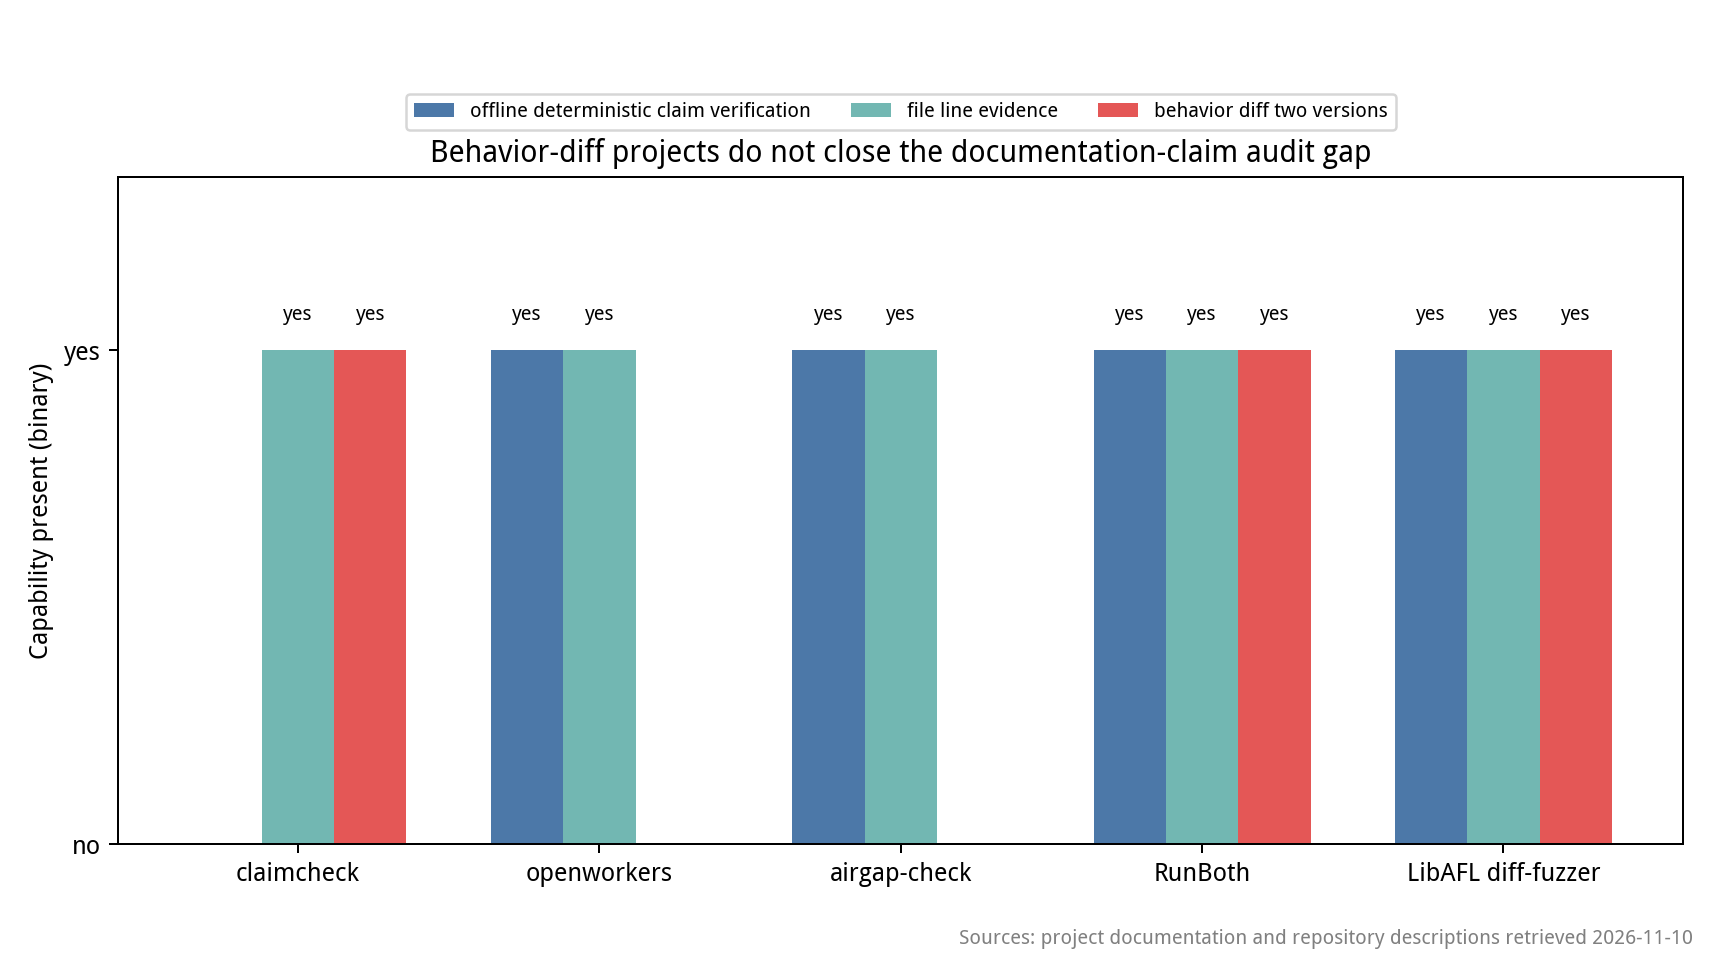 offline deterministic claim verification file line evidence behavior diff two versions
Behavior-diff projects do not close the documentation-claim audit gap
yes yes yes yes yes yes yes yes yes yes yes yes
yes
Capability present (binary)
no
claimcheck openworkers airgap-check RunBoth LibAFL diff-fuzzer
Sources: project documentation and repository descriptions retrieved 2026-11-10